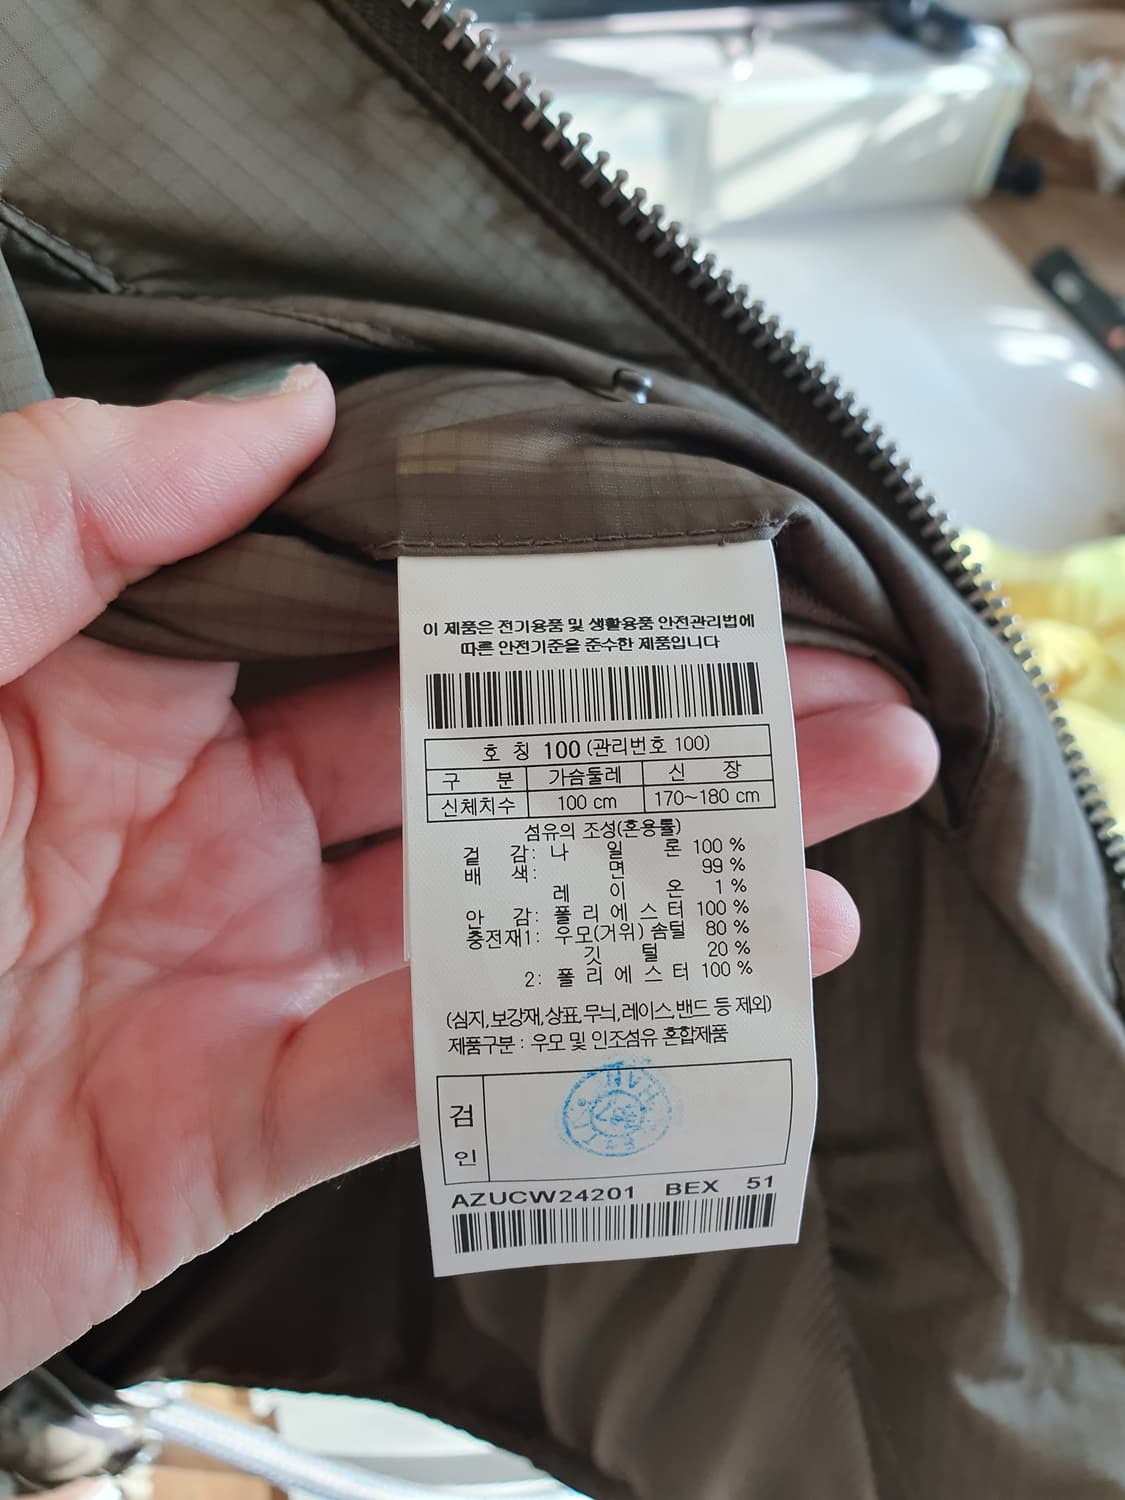 이 제품은 전기용품 및 생활용품 안전관리법에
따른 안전기준을 준수한 제품입니다
호 칭 100 (관리번호 100)
구 분 가슴둘레 신 장
신체치수 100 cm 170~180 cm
섬유의 조성(혼용률)
겉 감: 나 일 론 100 %
배 색: 면 99 %
레 이 온 1 %
안 감: 폴 리 에 스 터 100 %
충전재1: 우모(거위) 솜털 80 %
깃 털 20 %
2: 폴 리 에 스 터 100 %
(심지,보강재,상표,무늬,레이스,밴드 등 제외)
제품구분 : 우모 및 인조섬유 혼합제품
검
인
AZUCW24201 BEX 51